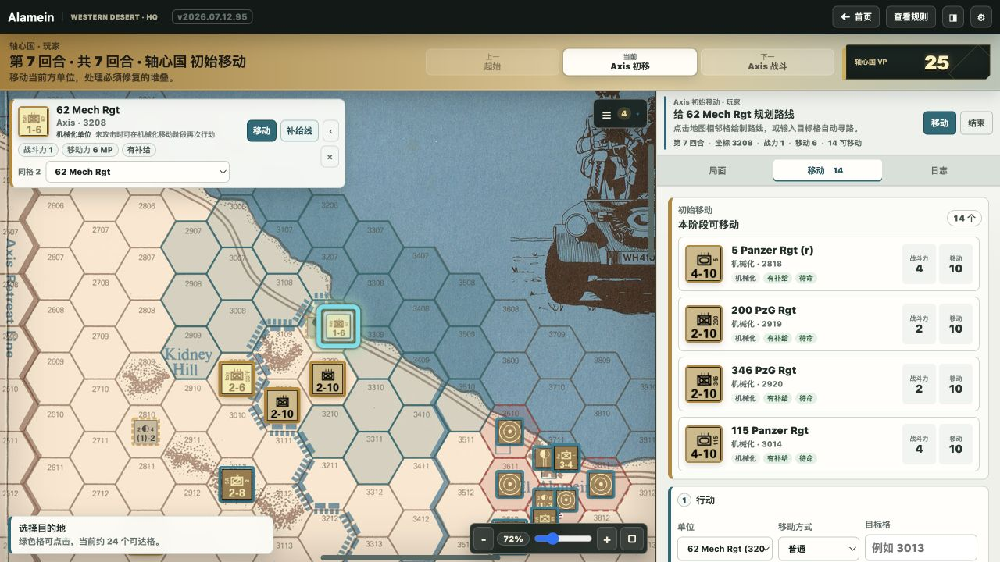 Alamein
WESTERN DESERT · HQ
v2026.07.12.95
← 首页
查看规则
轴心国 · 玩家
第 7 回合 · 共 7 回合 · 轴心国 初始移动
移动当前方单位，处理必须修复的堆叠。
上一
起始
当前
Axis 初移
下一
Axis 战斗
轴心国 VP
25
62 Mech Rgt
Axis · 3208
机械化单位 未攻击时可在机械化移动阶段再次行动
战斗力 1
移动力 6 MP
有补给
同格 2
62 Mech Rgt
移动
补给线
‹
×
1-6
4
Axis 初始移动 · 玩家
给 62 Mech Rgt 规划路线
点击地图相邻格绘制路线，或输入目标格自动寻路。
第 7 回合 · 坐标 3208 · 战力 1 · 移动 6 · 14 可移动
移动
结束
局面
移动 14
日志
初始移动
本阶段可移动
14 个
5 Panzer Rgt (r)
机械化 · 2818
机械化
有补给
待命
战斗力
4
移动
10
4-10
200 PzG Rgt
机械化 · 2919
机械化
有补给
待命
战斗力
2
移动
10
2-10
346 PzG Rgt
机械化 · 2920
机械化
有补给
待命
战斗力
2
移动
10
2-10
115 Panzer Rgt
机械化 · 3014
机械化
有补给
待命
战斗力
4
移动
10
4-10
1 行动
单位
62 Mech Rgt (320
移动方式
普通
目标格
例如 3013
Axis Retreat Line
Kidney
Hill
WH410
2606
2806
3006
3206
2707
2907
3107
3307
2607
2807
3007
3207
3407
2708
2908
3108
3308
3508
2608
2808
3008
3408
3608
2709
2909
3109
3309
2609
2809
3409
3609
3809
2710
2910
3310
3510
3710
3910
2610
2810
3010
3210
3410
3610
3810
2711
2911
3111
3311
3511
3711
2611
2811
3211
3411
3611
2712
2912
3312
3512
3912
3212
3412
3812
3113
3313
1-6
2-6
2-10
2-10
(1)-2
2-8
3-4
(1)-3
选择目的地
绿色格可点击，当前约 24 个可达格。
-
72%
+